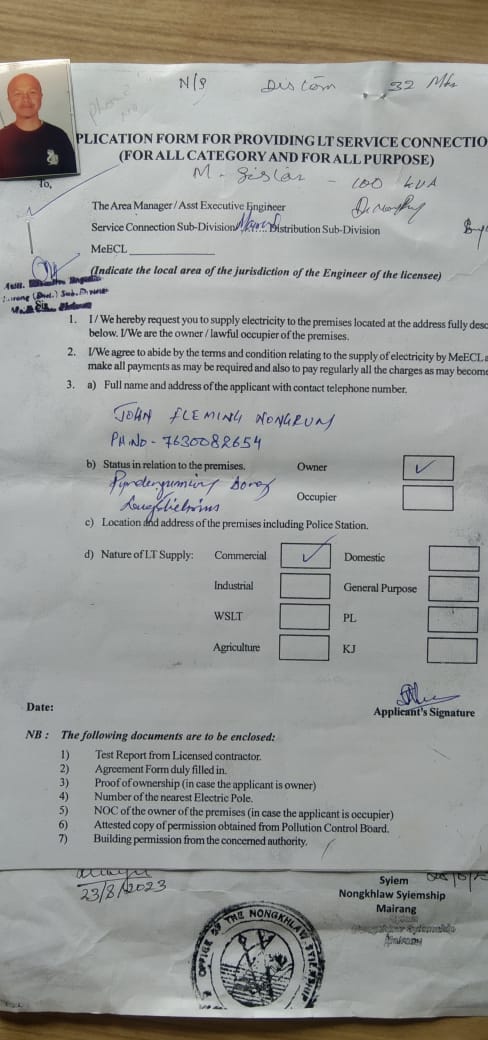 N/S Discom 32 Mtr
phone no
PLICATION FORM FOR PROVIDING LT SERVICE CONNECTIO
(FOR ALL CATEGORY AND FOR ALL PURPOSE)
- 100 KVA
To,
The Area Manager/Asst Executive Engineer
Service Connection Sub-Division/ Distribution Sub-Division
MeECL
(Indicate the local area of the jurisdiction of the Engineer of the licensee)
1. I / We hereby request you to supply electricity to the premises located at the address fully desc
below. I/We are the owner / lawful occupier of the premises.
2. I/We agree to abide by the terms and condition relating to the supply of electricity by MeECL a
make all payments as may be required and also to pay regularly all the charges as may become
3. a) Full name and address of the applicant with contact telephone number.
JOHN FLEMING NONGRUM
PH.NO - 7630082654
b) Status in relation to the premises. Owner
Occupier
c) Location and address of the premises including Police Station.
d) Nature of LT Supply: Commercial Domestic
Industrial General Purpose
WSLT PL
Agriculture KJ
Date: Applicant's Signature
NB : The following documents are to be enclosed:
1) Test Report from Licensed contractor.
2) Agreement Form duly filled in.
3) Proof of ownership (in case the applicant is owner)
4) Number of the nearest Electric Pole.
5) NOC of the owner of the premises (in case the applicant is occupier)
6) Attested copy of permission obtained from Pollution Control Board.
7) Building permission from the concerned authority.
23/8/2023
Syiem
Nongkhlaw Syiemship
Mairang
OFFICE OF THE NONGKHLAW SYIEMSHIP